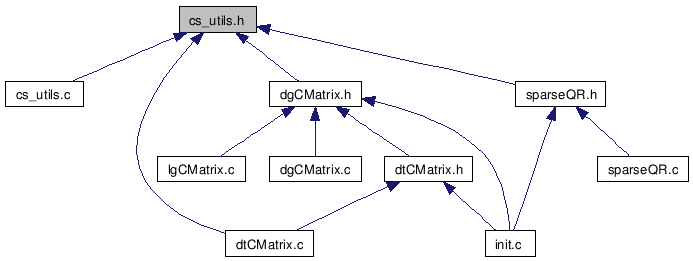 cs_utils.h
cs_utils.c
dgCMatrix.h
sparseQR.h
lgCMatrix.c
dgCMatrix.c
dtCMatrix.h
sparseQR.c
dtCMatrix.c
init.c